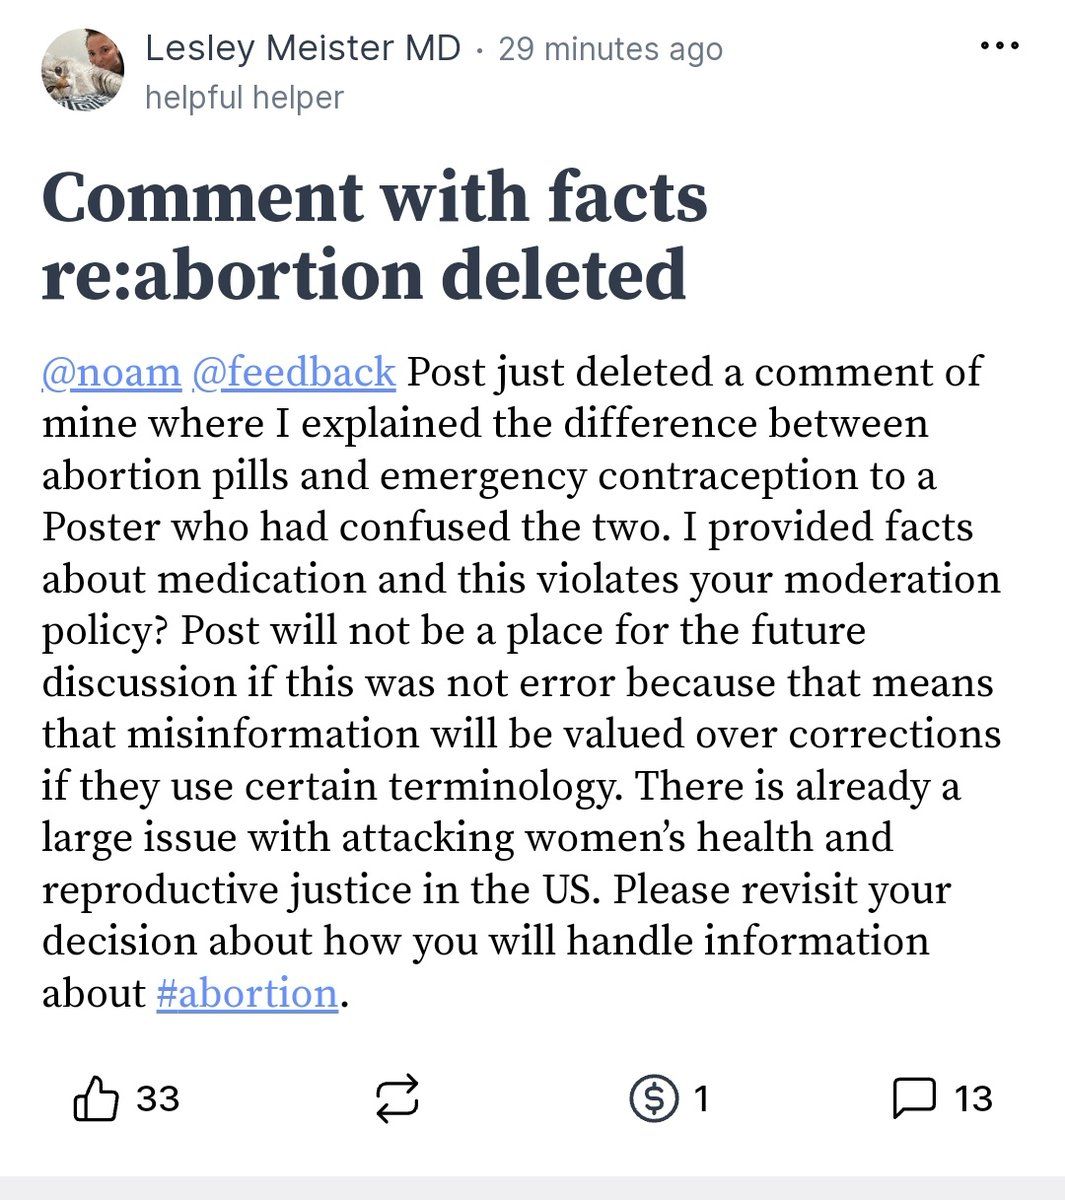 Lesley Meister MD · 29 minutes ago
helpful helper
Comment with facts
re:abortion deleted
@noam @feedback Post just deleted a comment of
mine where I explained the difference between
abortion pills and emergency contraception to a
Poster who had confused the two. I provided facts
about medication and this violates your moderation
policy? Post will not be a place for the future
discussion if this was not error because that means
that misinformation will be valued over corrections
if they use certain terminology. There is already a
large issue with attacking women’s health and
reproductive justice in the US. Please revisit your
decision about how you will handle information
about #abortion.
33 1 13